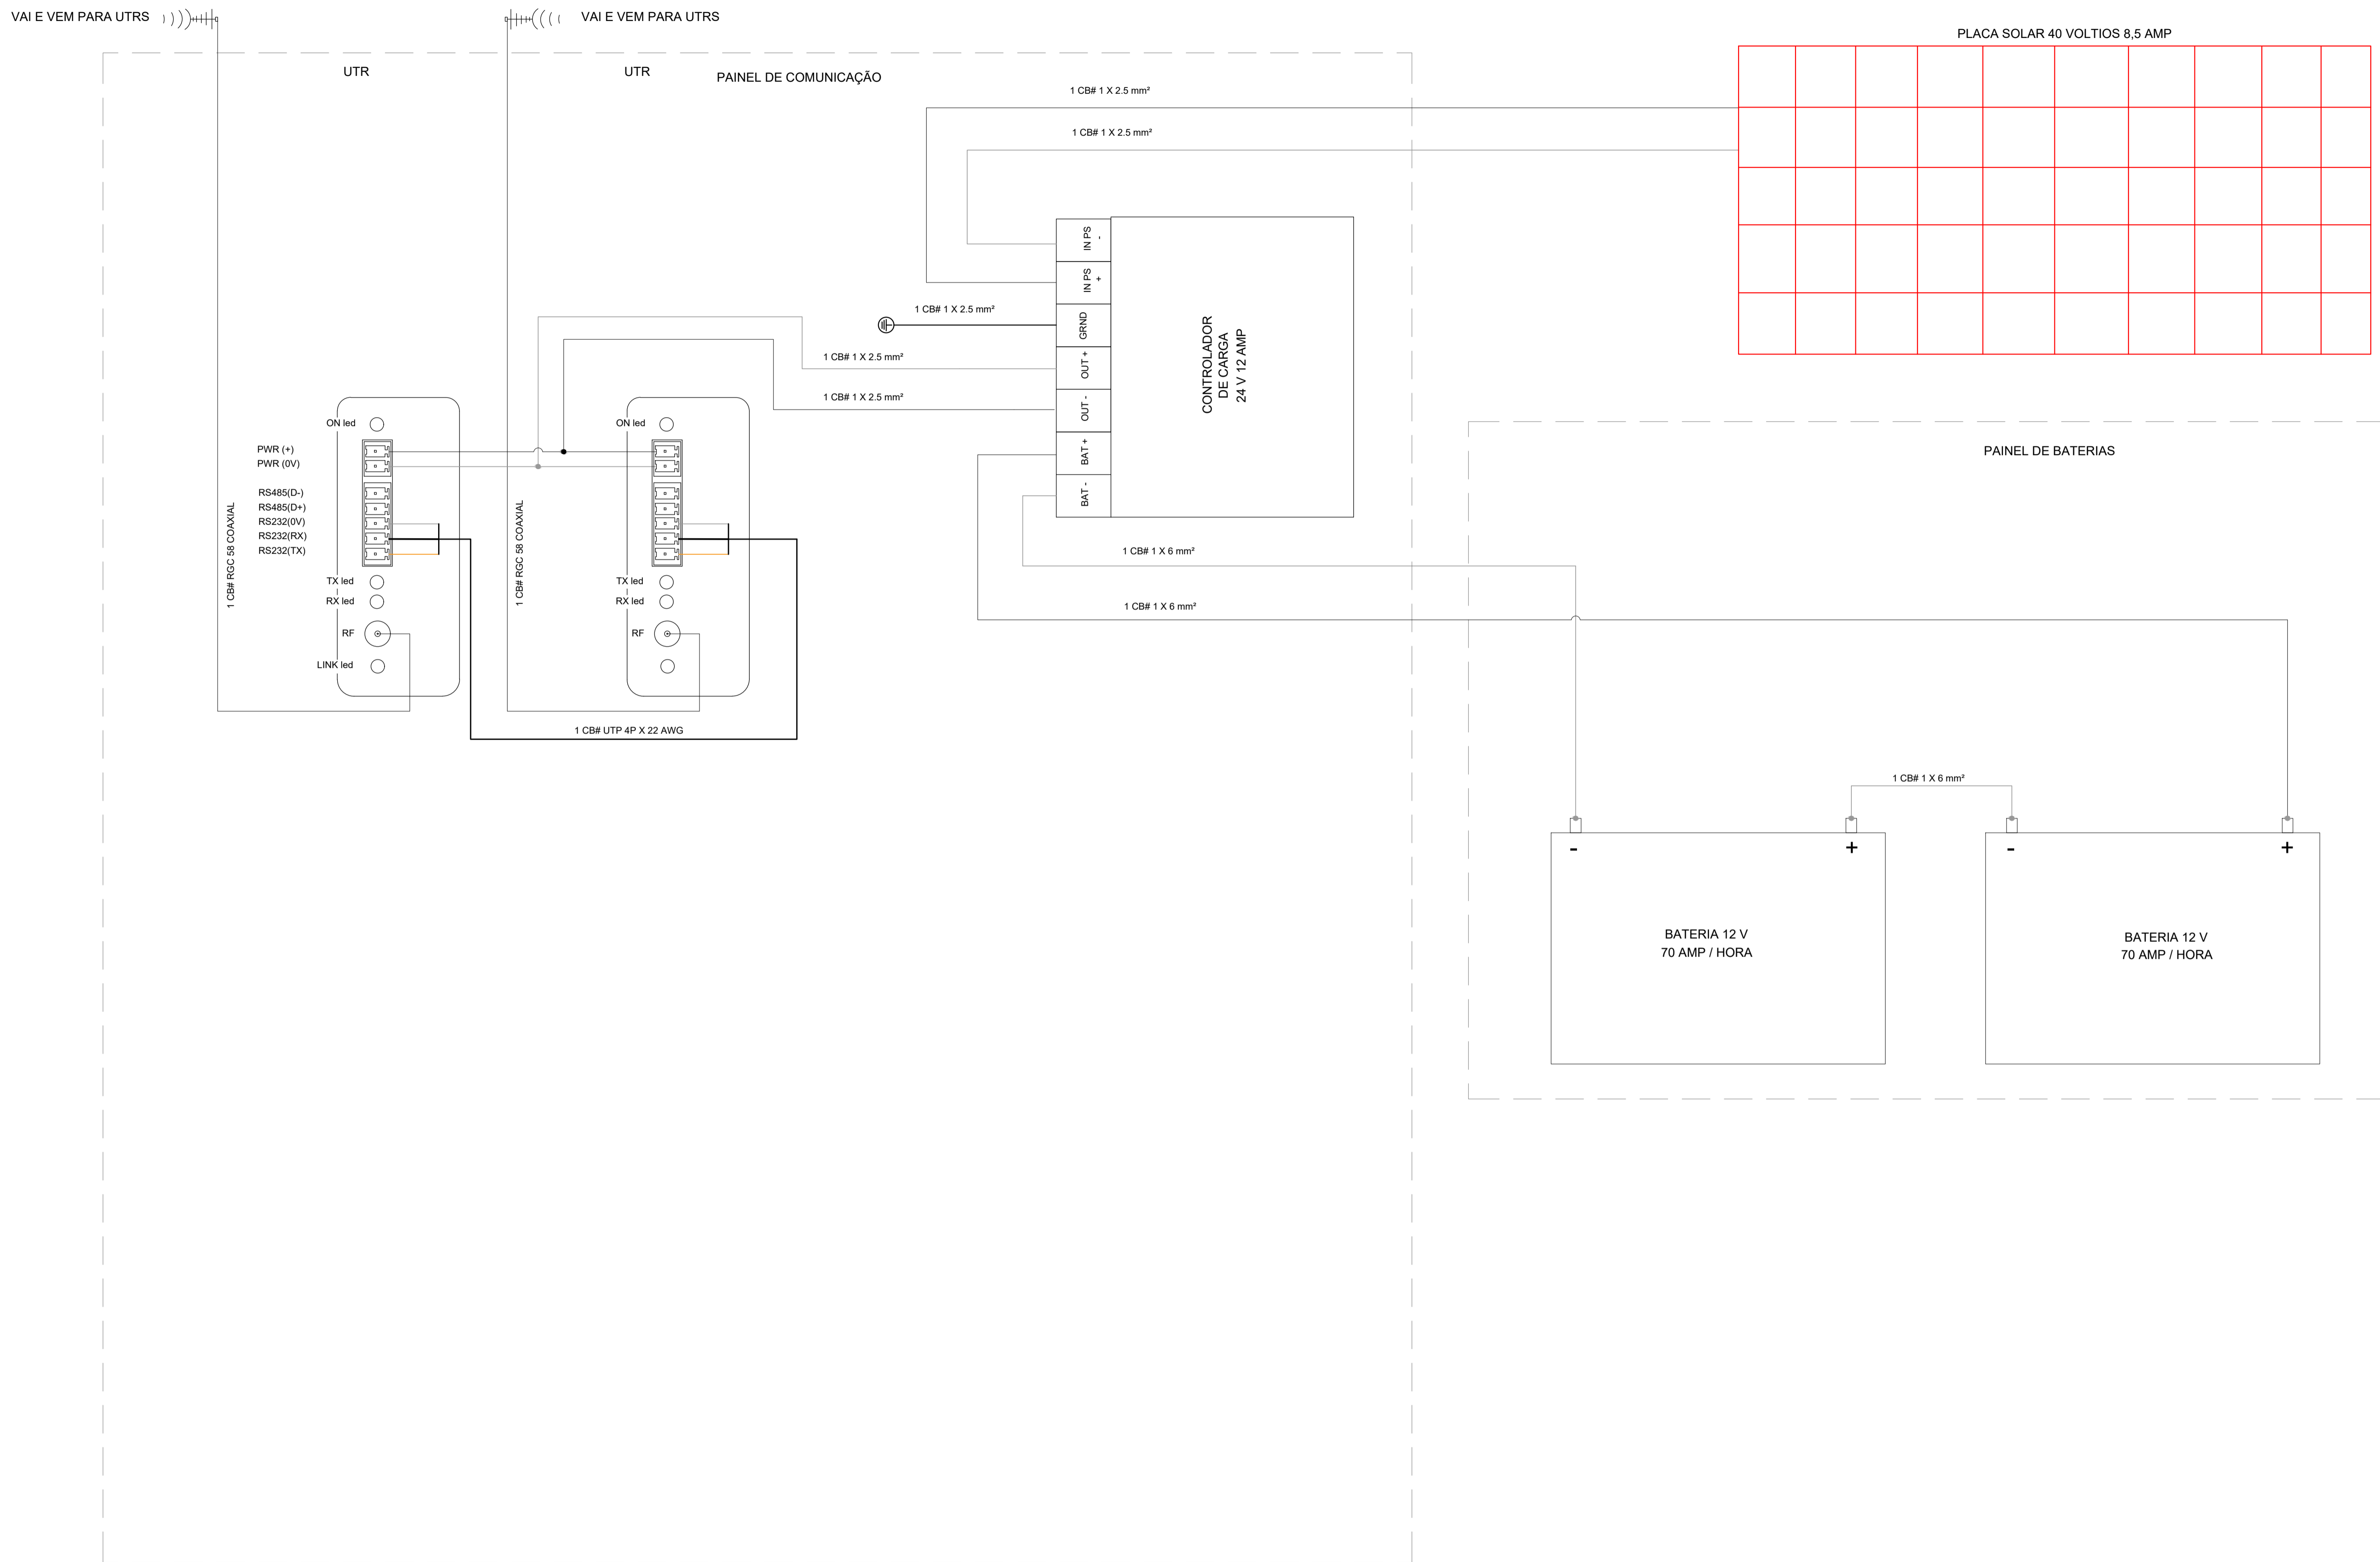 VAI E VEM PARA UTRS
VAI E VEM PARA UTRS
PLACA SOLAR 40 VOLTIOS 8,5 AMP
UTR
UTR
PAINEL DE COMUNICAÇÃO
1 CB# 1 X 2.5 mm²
1 CB# 1 X 2.5 mm²
IN PS
-
IN PS
+
GRND
OUT +
OUT -
BAT +
BAT -
CONTROLADOR
DE CARGA
24 V 12 AMP
1 CB# 1 X 2.5 mm²
1 CB# 1 X 2.5 mm²
1 CB# 1 X 2.5 mm²
ON led
PWR (+)
PWR (0V)
RS485(D-)
RS485(D+)
RS232(0V)
RS232(RX)
RS232(TX)
TX led
RX led
RF
LINK led
1 CB# RGC 58 COAXIAL
ON led
TX led
RX led
RF
1 CB# RGC 58 COAXIAL
1 CB# UTP 4P X 22 AWG
PAINEL DE BATERIAS
1 CB# 1 X 6 mm²
1 CB# 1 X 6 mm²
1 CB# 1 X 6 mm²
-
+
-
+
BATERIA 12 V
70 AMP / HORA
BATERIA 12 V
70 AMP / HORA